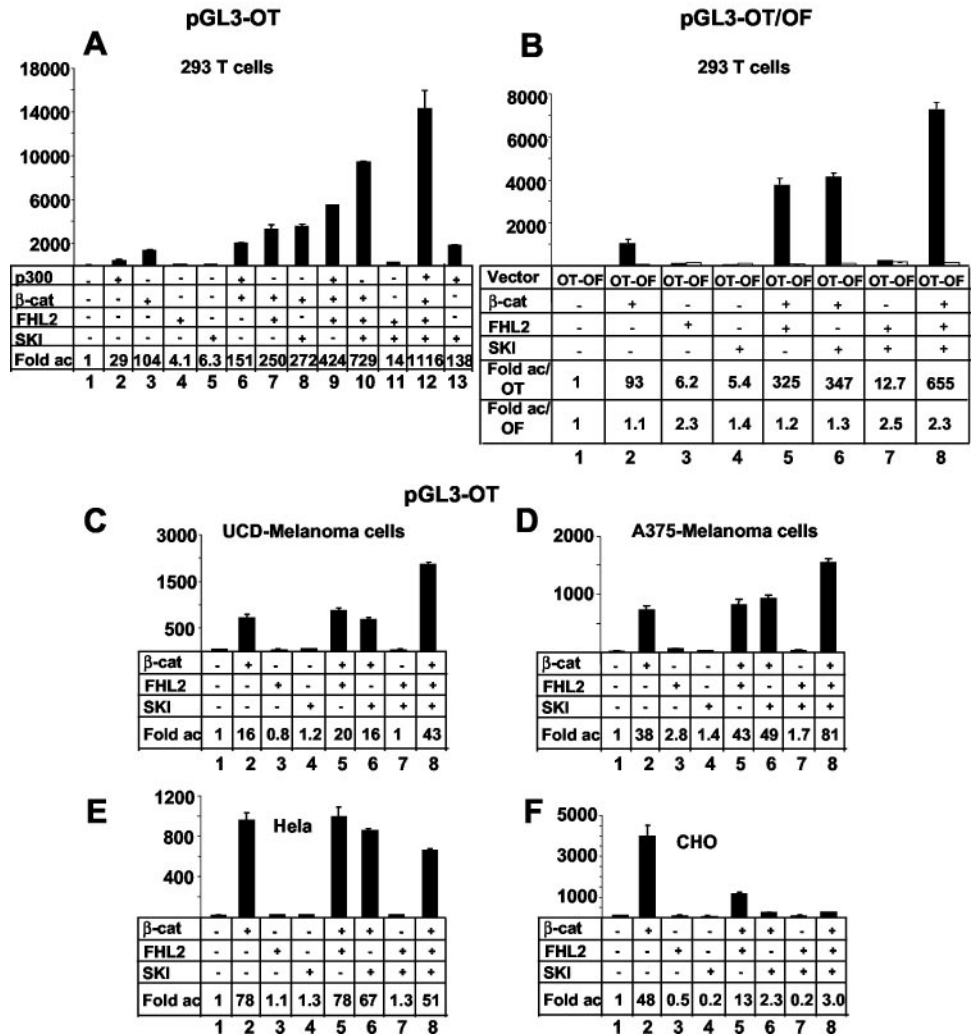 pGL3-OT
A
293 T cells
18000
14000
10000
6000
2000
p300 - + - - - + - - + - - + +
β-cat - - + - - + + + + + - + -
FHL2 - - - + - - + - + + + + -
SKI - - - - + - - + - + + + +
Fold ac 1 29 104 4.1 6.3 151 250 272 424 729 14 1116 138
1 2 3 4 5 6 7 8 9 10 11 12 13
pGL3-OT/OF
B
293 T cells
8000
6000
4000
2000
Vector OT-OF OT-OF OT-OF OT-OF OT-OF OT-OF OT-OF OT-OF
β-cat - + - - + + - +
FHL2 - - + - + - + +
SKI - - - + - + + +
Fold ac/OT 1 93 6.2 5.4 325 347 12.7 655
Fold ac/OF 1 1.1 2.3 1.4 1.2 1.3 2.5 2.3
1 2 3 4 5 6 7 8
pGL3-OT
C
UCD-Melanoma cells
3000
1500
500
β-cat - + - - + + - +
FHL2 - - + - + - + +
SKI - - - + - + + +
Fold ac 1 16 0.8 1.2 20 16 1 43
1 2 3 4 5 6 7 8
D
A375-Melanoma cells
2000
1000
β-cat - + - - + + - +
FHL2 - - + - + - + +
SKI - - - + - + + +
Fold ac 1 38 2.8 1.4 43 49 1.7 81
1 2 3 4 5 6 7 8
E
Hela
1200
800
400
β-cat - + - - + + - +
FHL2 - - + - + - + +
SKI - - - + - + + +
Fold ac 1 78 1.1 1.3 78 67 1.3 51
1 2 3 4 5 6 7 8
F
CHO
5000
3000
1000
β-cat - + - - + + - +
FHL2 - - + - + - + +
SKI - - - + - + + +
Fold ac 1 48 0.5 0.2 13 2.3 0.2 3.0
1 2 3 4 5 6 7 8